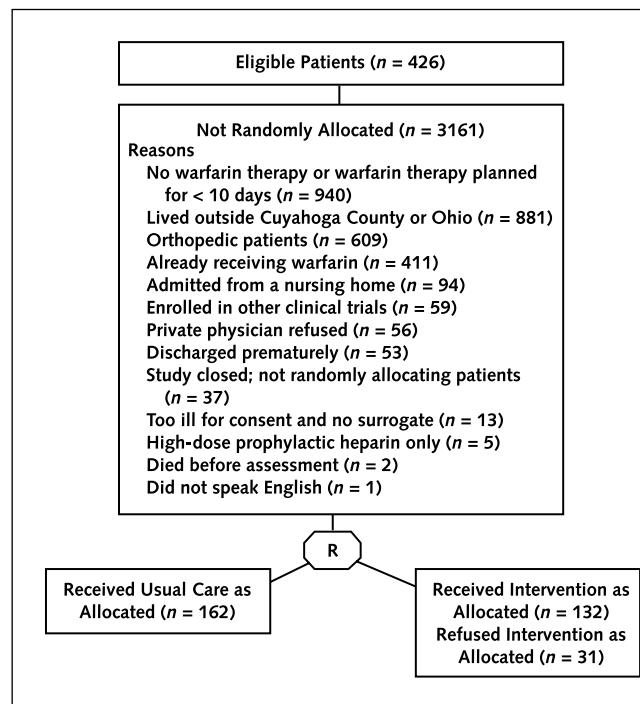 Eligible Patients (n = 426)
Not Randomly Allocated (n = 3161)
Reasons
No warfarin therapy or warfarin therapy planned
for < 10 days (n = 940)
Lived outside Cuyahoga County or Ohio (n = 881)
Orthopedic patients (n = 609)
Already receiving warfarin (n = 411)
Admitted from a nursing home (n = 94)
Enrolled in other clinical trials (n = 59)
Private physician refused (n = 56)
Discharged prematurely (n = 53)
Study closed; not randomly allocating patients
(n = 37)
Too ill for consent and no surrogate (n = 13)
High-dose prophylactic heparin only (n = 5)
Died before assessment (n = 2)
Did not speak English (n = 1)
R
Received Usual Care as
Allocated (n = 162)
Received Intervention as
Allocated (n = 132)
Refused Intervention as
Allocated (n = 31)